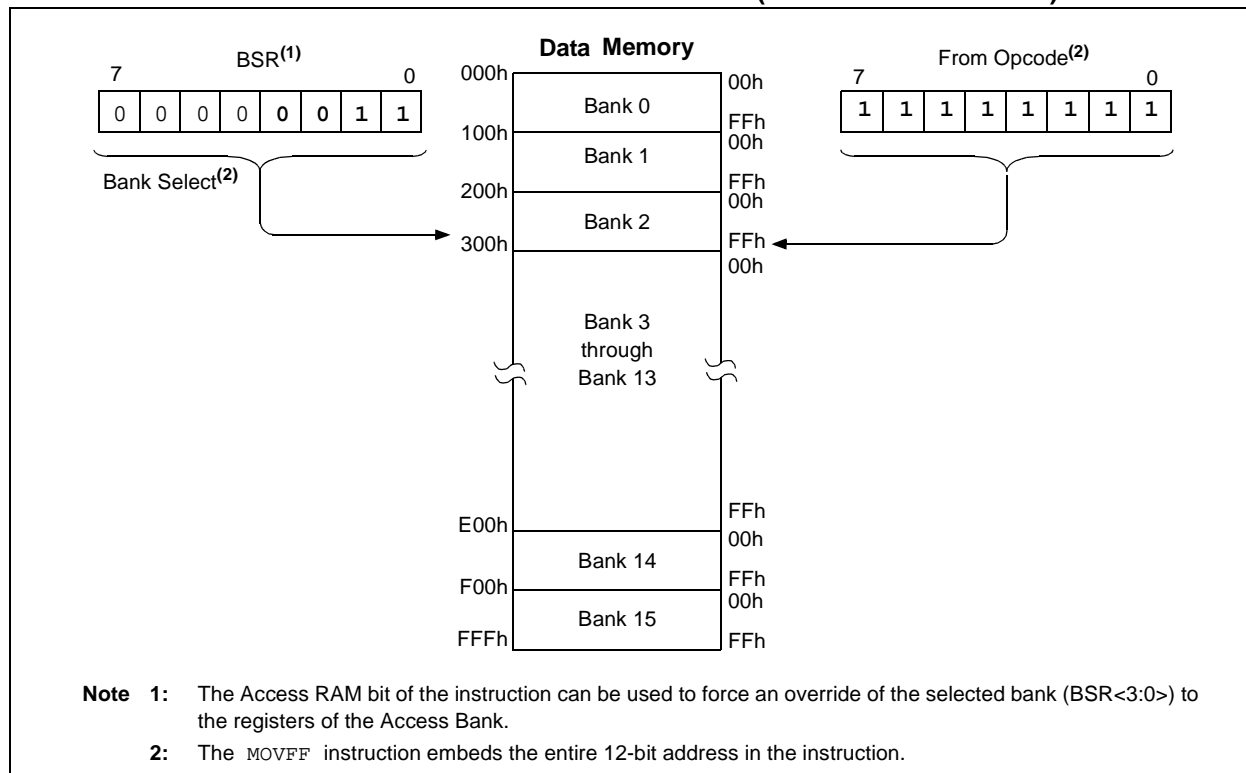 Data Memory
BSR(1)
7 0
0 0 0 0 0 0 1 1
Bank Select(2)
From Opcode(2)
7 0
1 1 1 1 1 1 1 1
000h
Bank 0
00h
FFh
100h
Bank 1
00h
FFh
200h
Bank 2
00h
FFh
300h
Bank 3
through
Bank 13
00h
FFh
E00h
Bank 14
00h
FFh
F00h
Bank 15
00h
FFFh
FFh
Note 1: The Access RAM bit of the instruction can be used to force an override of the selected bank (BSR<3:0>) to
the registers of the Access Bank.
2: The MOVFF instruction embeds the entire 12-bit address in the instruction.